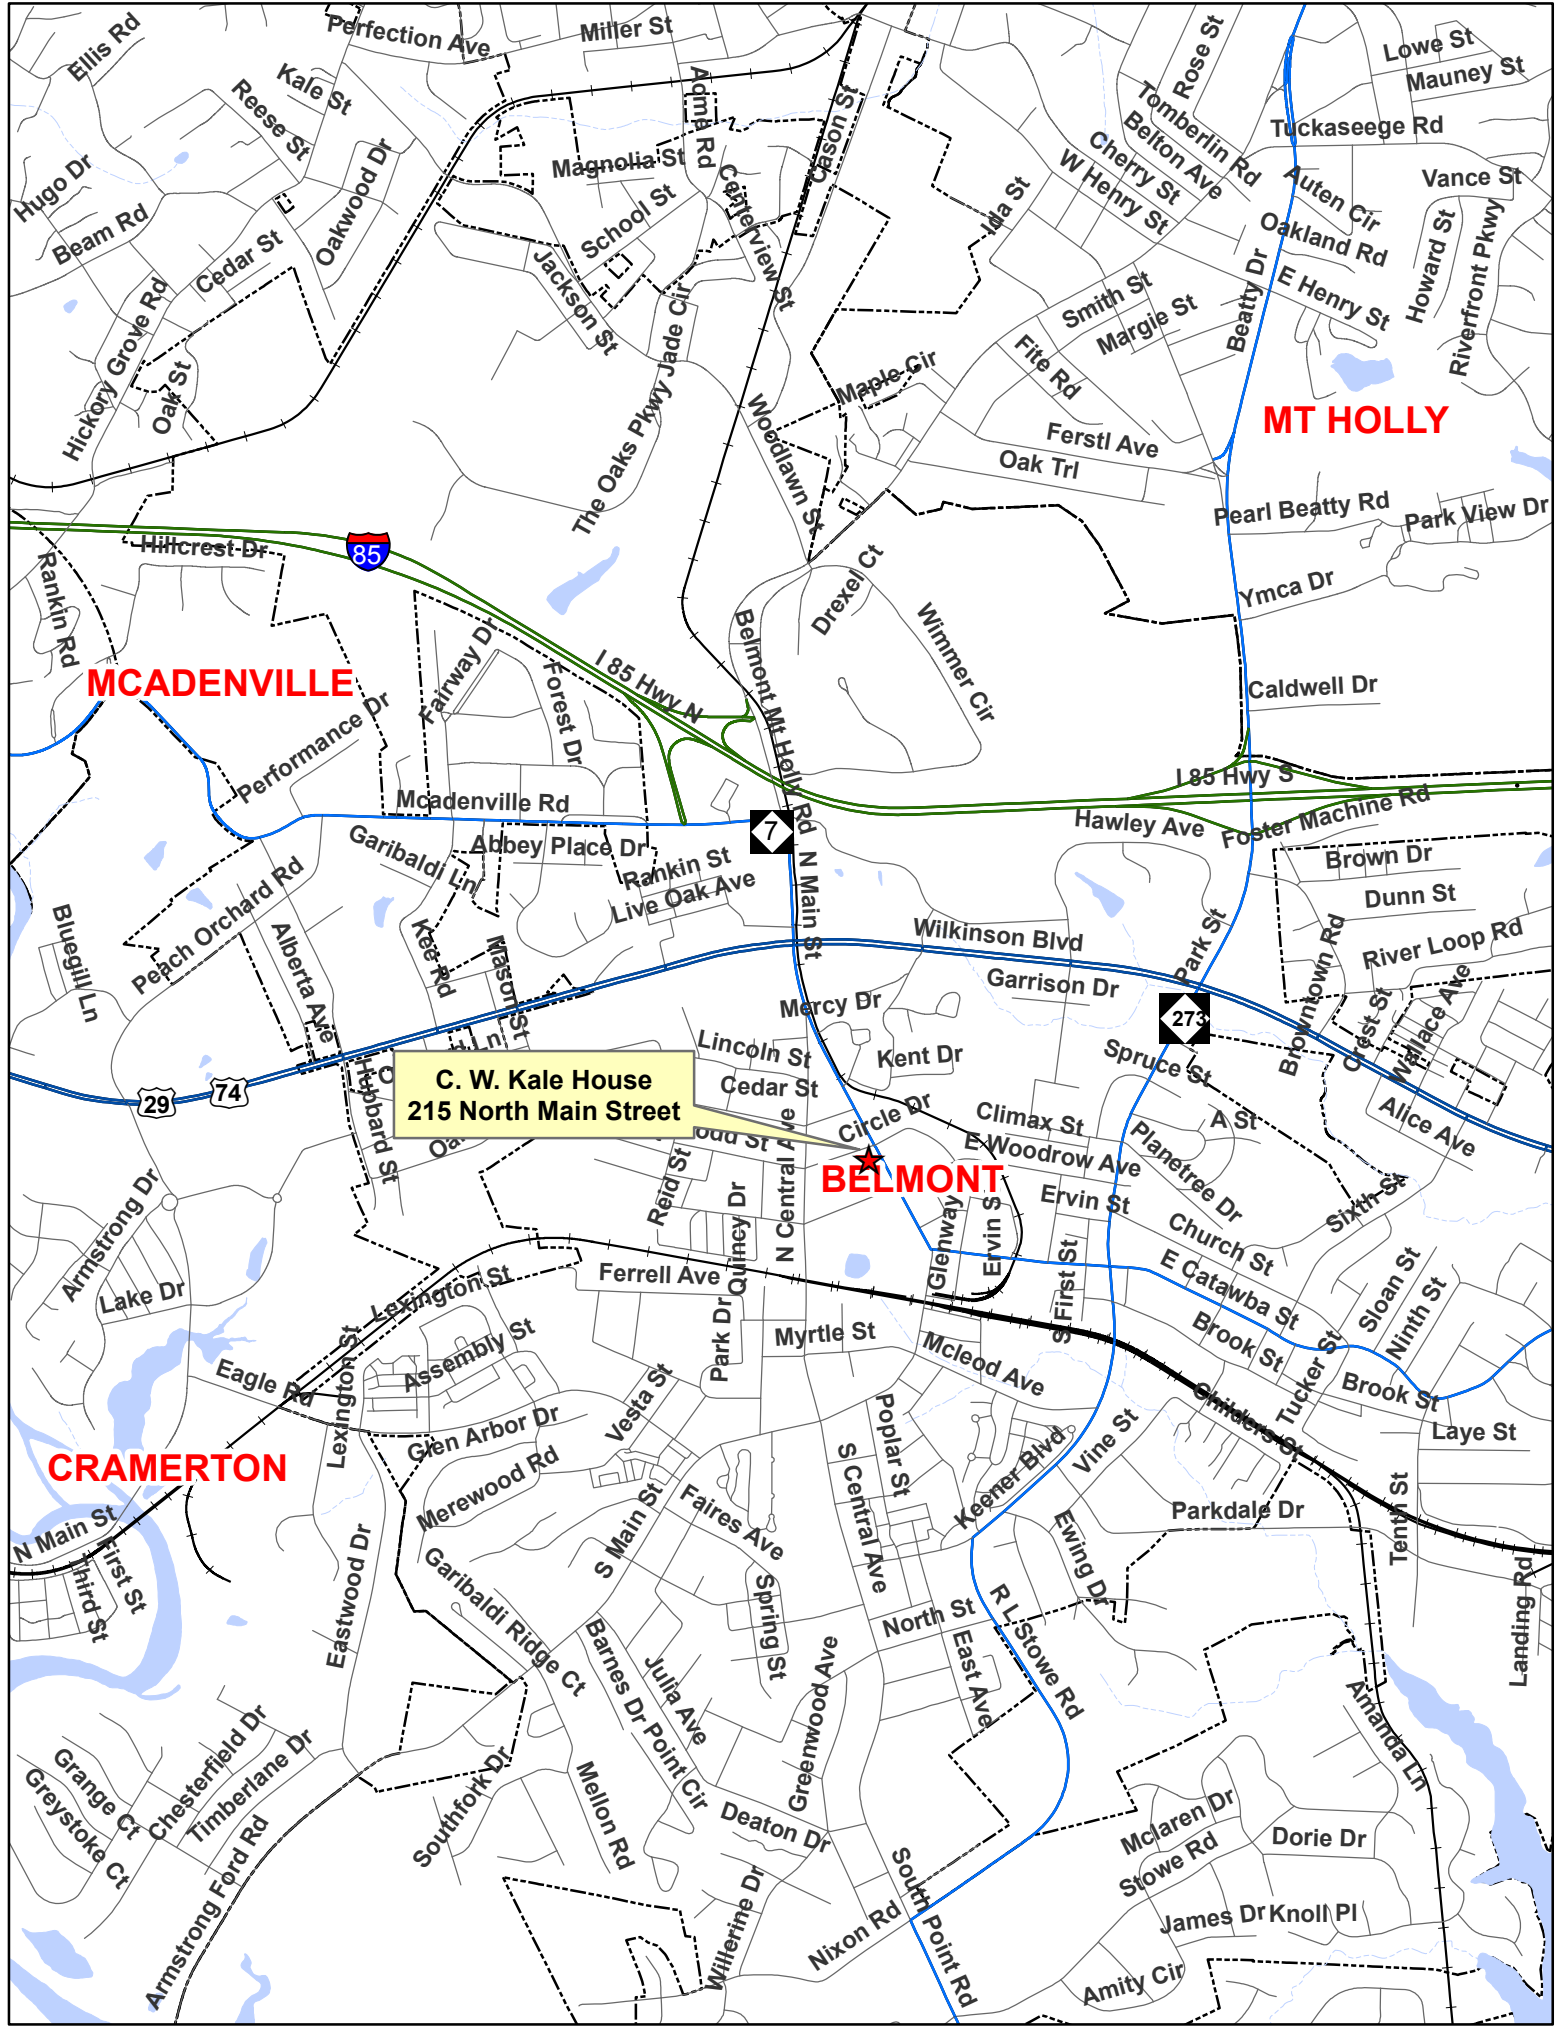 Ellis Rd
Perfection Ave
Miller St
Rose St
Lowe St
Mauney St
Kale St
Reese St
Adme Rd
Cason St
Tomberlin Rd
Belton Ave
Tuckaseege Rd
Cherry St
W Henry St
Hugo Dr
Oakwood Dr
Magnolia St
Centerview St
Auten Cir
Vance St
Beam Rd
School St
Ida St
Oakland Rd
Howard St
Riverfront Pkwy
Cedar St
Jackson St
Smith St
Beatty Dr
E Henry St
Hickory Grove Rd
Margie St
Oak St
The Oaks Pkwy
Jade Cir
Maple Cir
Fite Rd
Woodlawn St
MT HOLLY
Ferstl Ave
Oak Trl
Pearl Beatty Rd
Park View Dr
Hillcrest Dr
85
Rankin Rd
Drexel Ct
Ymca Dr
Fairway Dr
Belmont Mt Holly Rd
Wimmer Cir
MCADENVILLE
Forest Dr
I 85 Hwy N
Caldwell Dr
Performance Dr
I 85 Hwy S
Mcadenville Rd
7
Hawley Ave
Foster Machine Rd
Garibaldi Ln
Abbey Place Dr
Rankin St
Live Oak Ave
N Main St
Brown Dr
Dunn St
Peach Orchard Rd
Bluegill Ln
Alberta Ave
Kee Rd
Mason St
Wilkinson Blvd
Park St
Browntown Rd
River Loop Rd
Garrison Dr
Mercy Dr
273
Crest St
Wallace Ave
Lincoln St
Kent Dr
Spruce St
29
74
Hubbard St
C. W. Kale House
215 North Main Street
Cedar St
Circle Dr
Climax St
A St
Alice Ave
E Woodrow Ave
Planetree Dr
Reid St
N Central Ave
BELMONT
Ervin St
Sixth St
Armstrong Dr
Quincy Dr
Glenway
Ervin S
Church St
Lake Dr
Lexington St
Ferrell Ave
S First St
E Catawba St
Sloan St
Ninth St
Assembly St
Park Dr
Myrtle St
Mcleod Ave
Brook St
Tucker St
Eagle Rd
Lexington St
Vesta St
Childers St
Brook St
Glen Arbor Dr
Poplar St
Vine St
Laye St
CRAMERTON
Merewood Rd
S Central Ave
Keener Blvd
Faires Ave
Parkdale Dr
Tenth St
N Main St
S Main St
First St
Third St
Eastwood Dr
Garibaldi Ridge Ct
Spring St
Ewing Dr
North St
R L Stowe Rd
Landing Rd
Barnes Dr
Julia Ave
Greenwood Ave
East Ave
Amanda Ln
Chesterfield Dr
Grange Ct
Timberlane Dr
Point Cir
Greystoke Ct
Southfork Dr
Mellon Rd
Deaton Dr
Mclaren Dr
Stowe Rd
Dorie Dr
Armstrong Ford Rd
South Point Rd
James Dr
Knoll Pl
Willerine Dr
Nixon Rd
Amity Cir